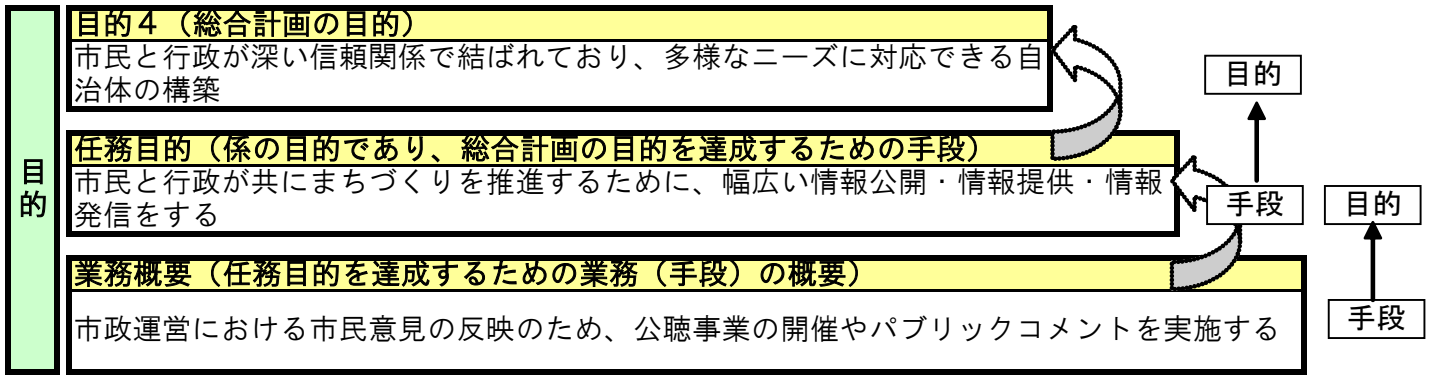 目的
目的４（総合計画の目的）
市民と行政が深い信頼関係で結ばれており、多様なニーズに対応できる自
治体の構築
任務目的（係の目的であり、総合計画の目的を達成するための手段）
市民と行政が共にまちづくりを推進するために、幅広い情報公開・情報提供・情報
発信をする
業務概要（任務目的を達成するための業務（手段）の概要）
市政運営における市民意見の反映のため、公聴事業の開催やパブリックコメントを実施する
目的
手段
目的
手段